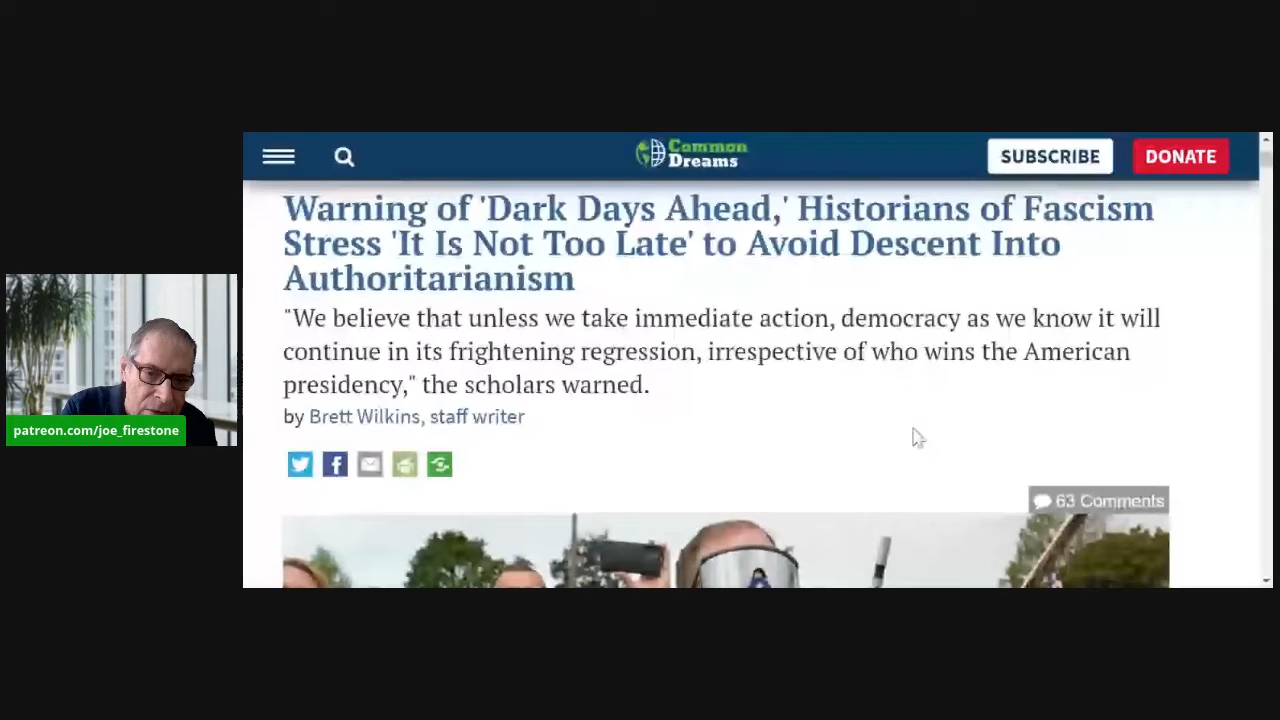 Common
Dreams
SUBSCRIBE
DONATE
Warning of 'Dark Days Ahead,' Historians of Fascism
Stress 'It Is Not Too Late' to Avoid Descent Into
Authoritarianism
"We believe that unless we take immediate action, democracy as we know it will
continue in its frightening regression, irrespective of who wins the American
presidency," the scholars warned.
by Brett Wilkins, staff writer
63 Comments
patreon.com/joe_firestone